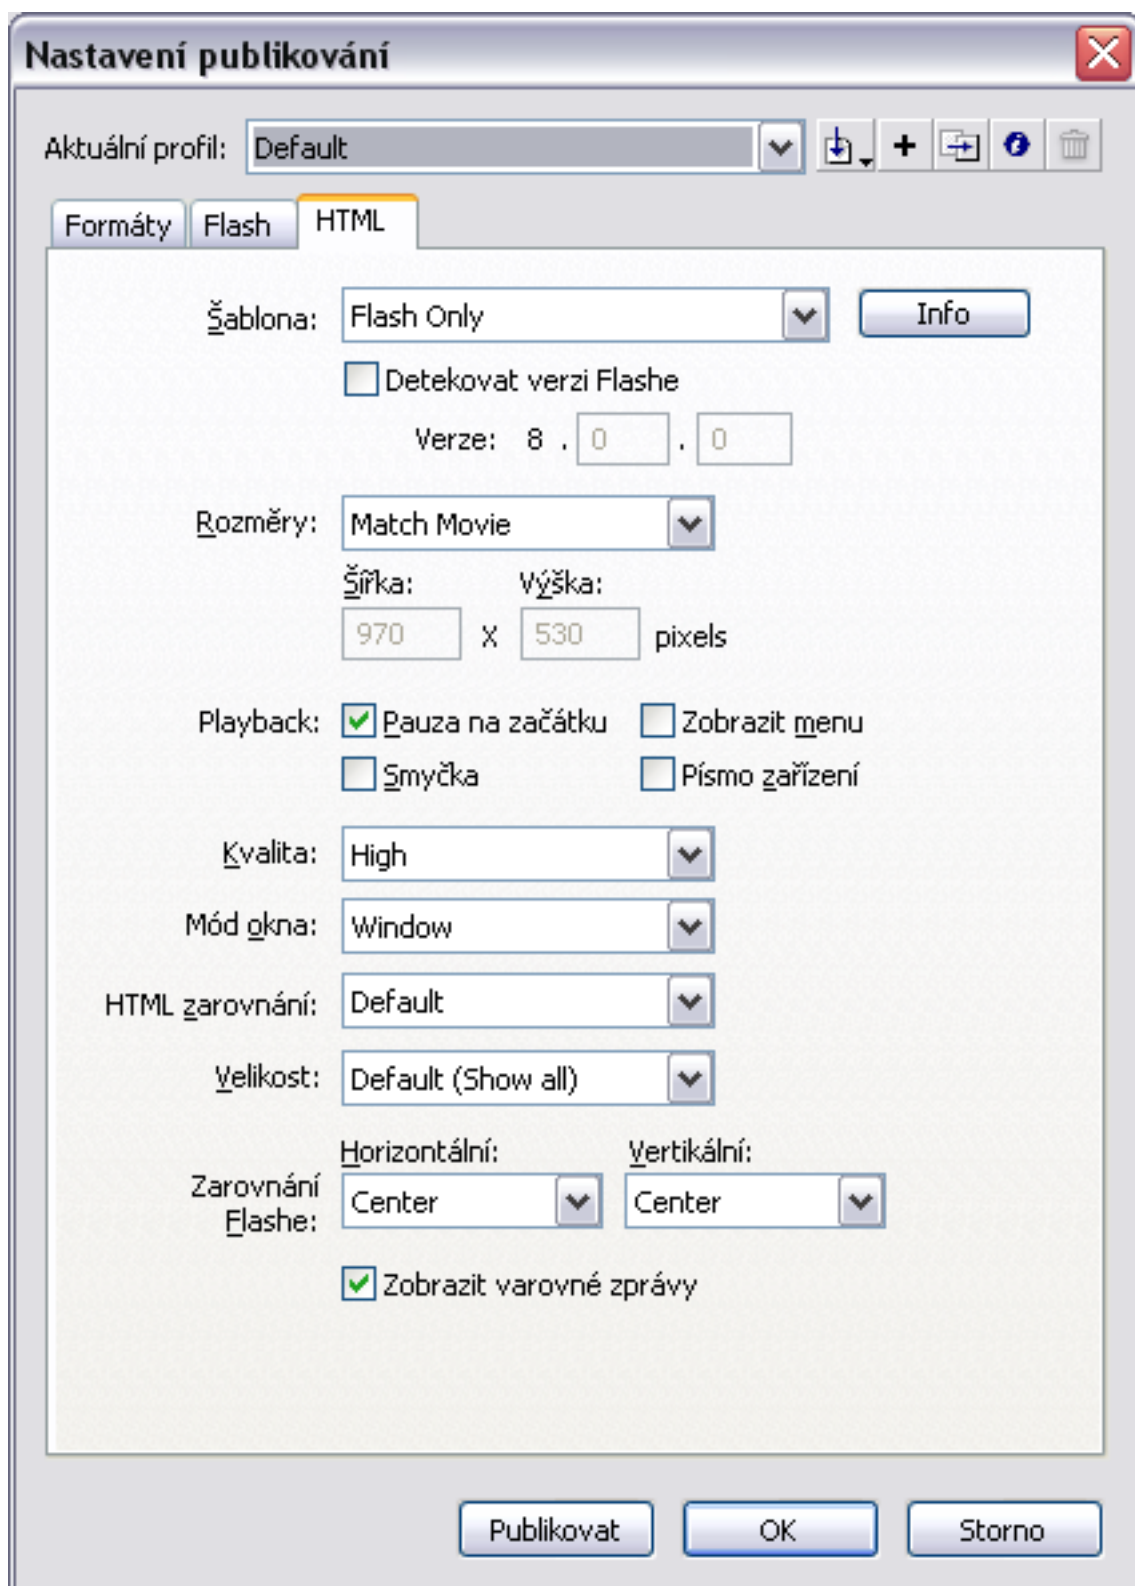 Nastavení publikování
Aktuální profil: Default
Formáty Flash HTML
Šablona: Flash Only Info
Detekovat verzi Flashe
Verze: 8 . 0 . 0
Rozměry: Match Movie
Šířka: Výška:
970 X 530 pixels
Playback: Pauza na začátku Zobrazit menu
Smyčka Písmo zařízení
Kvalita: High
Mód okna: Window
HTML zarovnání: Default
Velikost: Default (Show all)
Horizontální: Vertikální:
Zarovnání Flashe: Center Center
Zobrazit varovné zprávy
Publikovat OK Storno